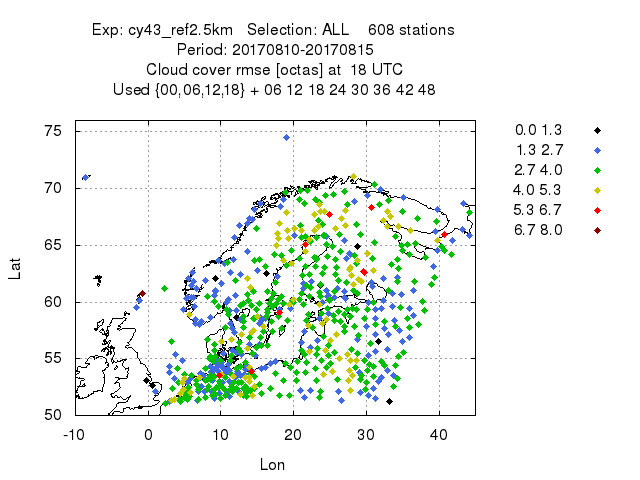 Exp: cy43_ref2.5km Selection: ALL 608 stations
Period: 20170810-20170815
Cloud cover rmse [octas] at 18 UTC
Used {00,06,12,18} + 06 12 18 24 30 36 42 48
75
70
65
60
55
50
Lat
-10 0 10 20 30 40
Lon
0.0 1.3
1.3 2.7
2.7 4.0
4.0 5.3
5.3 6.7
6.7 8.0